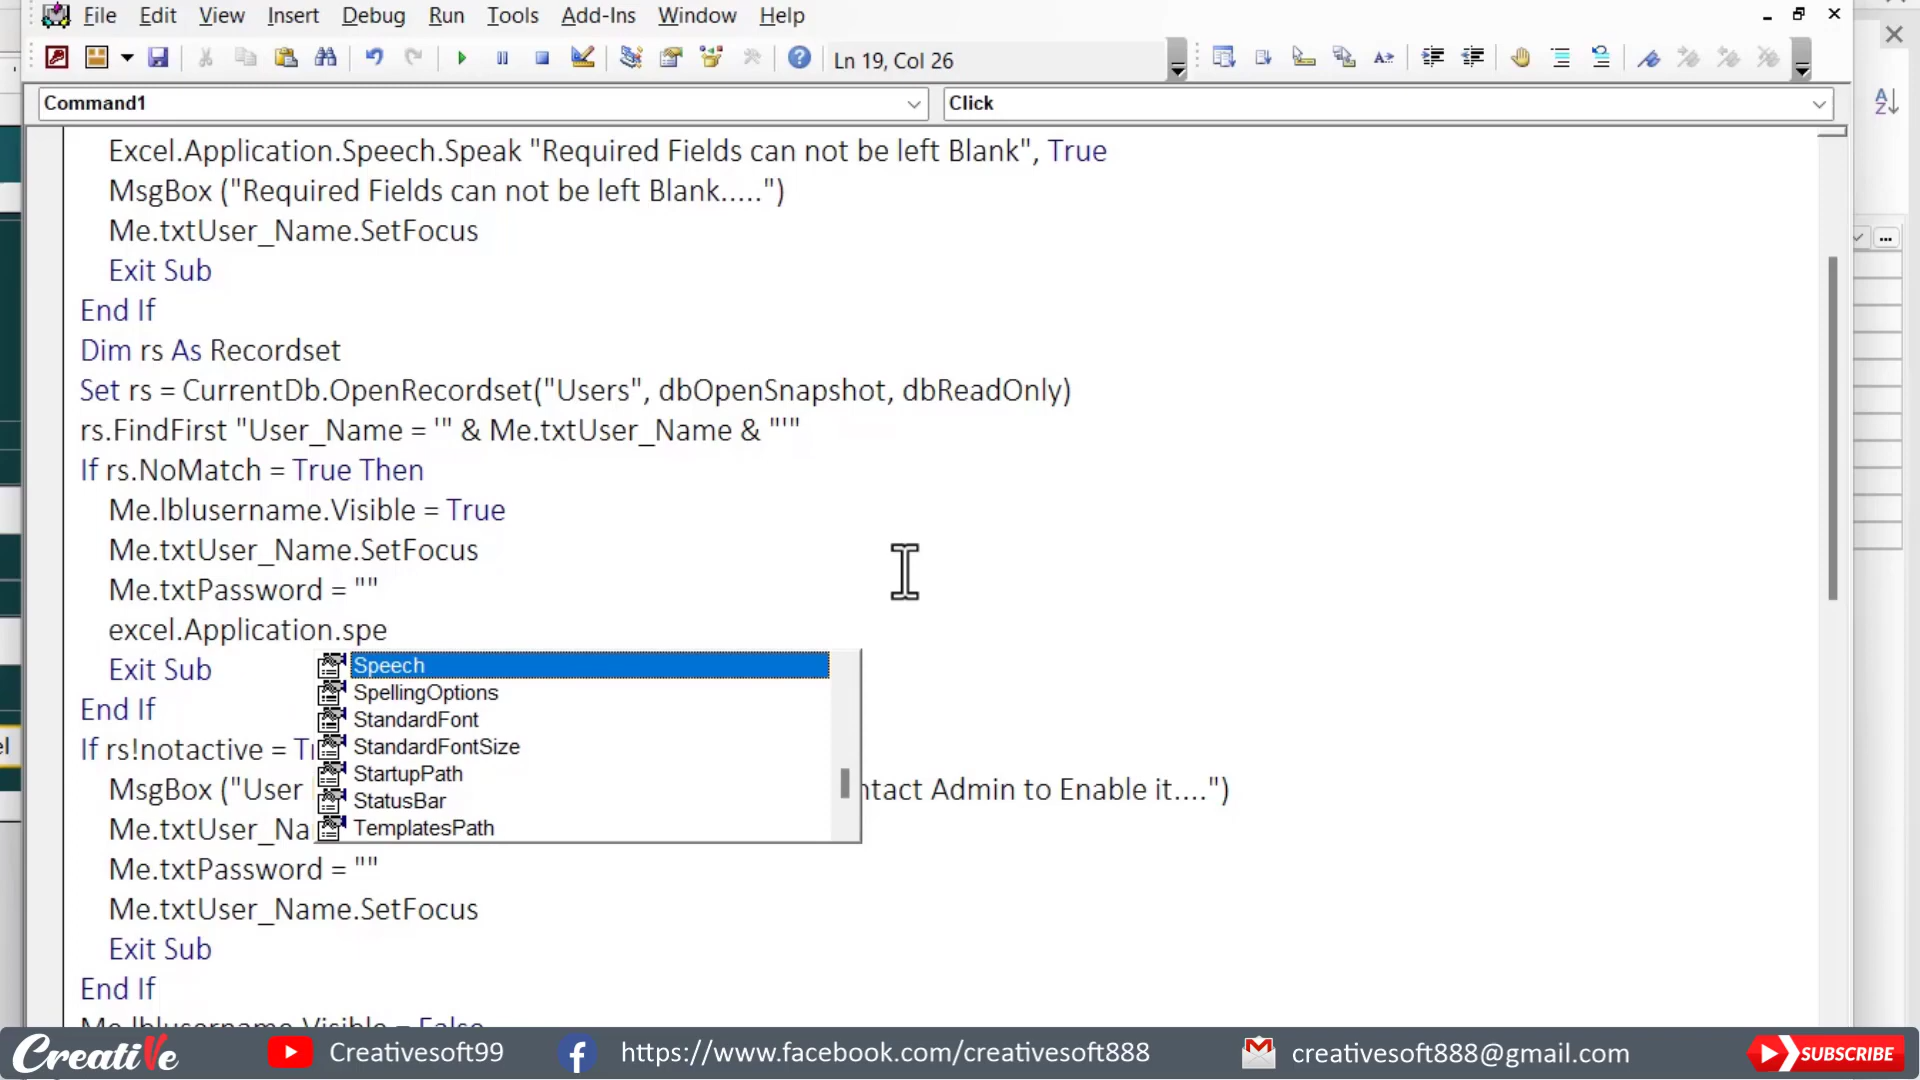 File Edit View Insert Debug Run Tools Add-Ins Window Help
Ln 19, Col 26
Command1 Click
Excel.Application.Speech.Speak "Required Fields can not be left Blank", True
MsgBox ("Required Fields can not be left Blank.....")
Me.txtUser_Name.SetFocus
Exit Sub
End If
Dim rs As Recordset
Set rs = CurrentDb.OpenRecordset("Users", dbOpenSnapshot, dbReadOnly)
rs.FindFirst "User_Name = '" & Me.txtUser_Name & "'"
If rs.NoMatch = True Then
Me.lblusername.Visible = True
Me.txtUser_Name.SetFocus
Me.txtPassword = ""
excel.Application.spe
Speech
SpellingOptions
StandardFont
StandardFontSize
StartupPath
StatusBar
TemplatesPath
Exit Sub
End If
If rs!notactive =
MsgBox ("User ntact Admin to Enable it....")
Me.txtUser_Na
Me.txtPassword = ""
Me.txtUser_Name.SetFocus
Exit Sub
End If
Me.lblusername.Visible = False
Creative Creativesoft99 https://www.facebook.com/creativesoft888 creativesoft888@gmail.com SUBSCRIBE